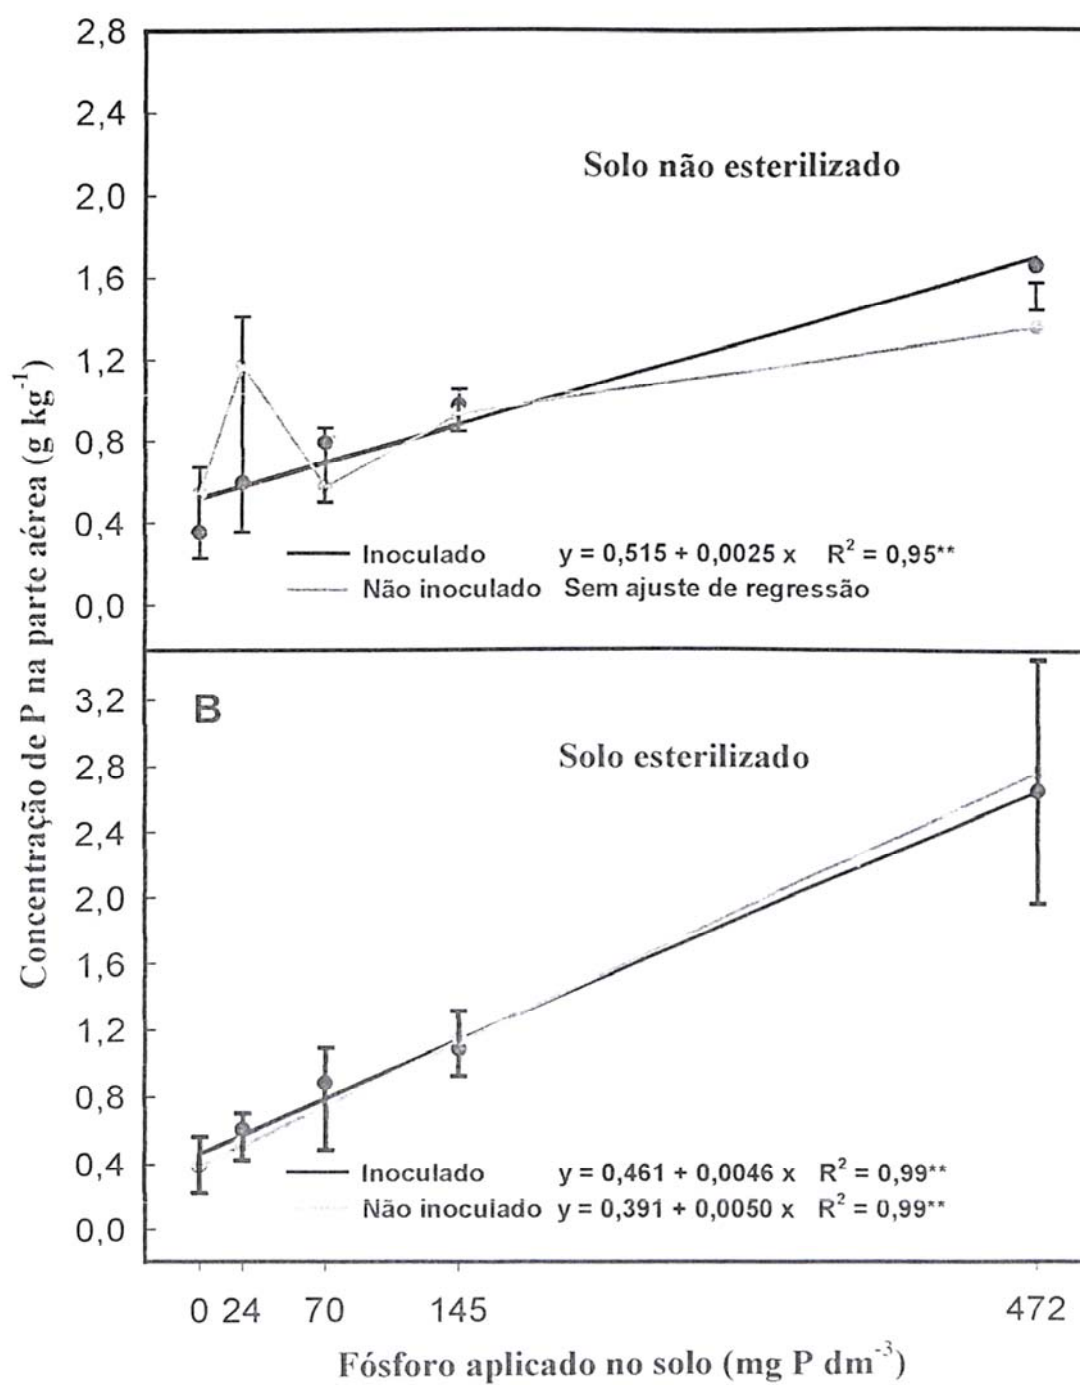 2,8
2,4
2,0
1,6
1,2
0,8
0,4
0,0
Solo não esterilizado
Inoculado y = 0,515 + 0,0025 x R² = 0,95**
Não inoculado Sem ajuste de regressão
Concentração de P na parte aérea (g kg⁻¹)
B
Solo esterilizado
3,2
2,8
2,4
2,0
1,6
1,2
0,8
0,4
0,0
Inoculado y = 0,461 + 0,0046 x R² = 0,99**
Não inoculado y = 0,391 + 0,0050 x R² = 0,99**
0 24 70 145 472
Fósforo aplicado no solo (mg P dm⁻³)